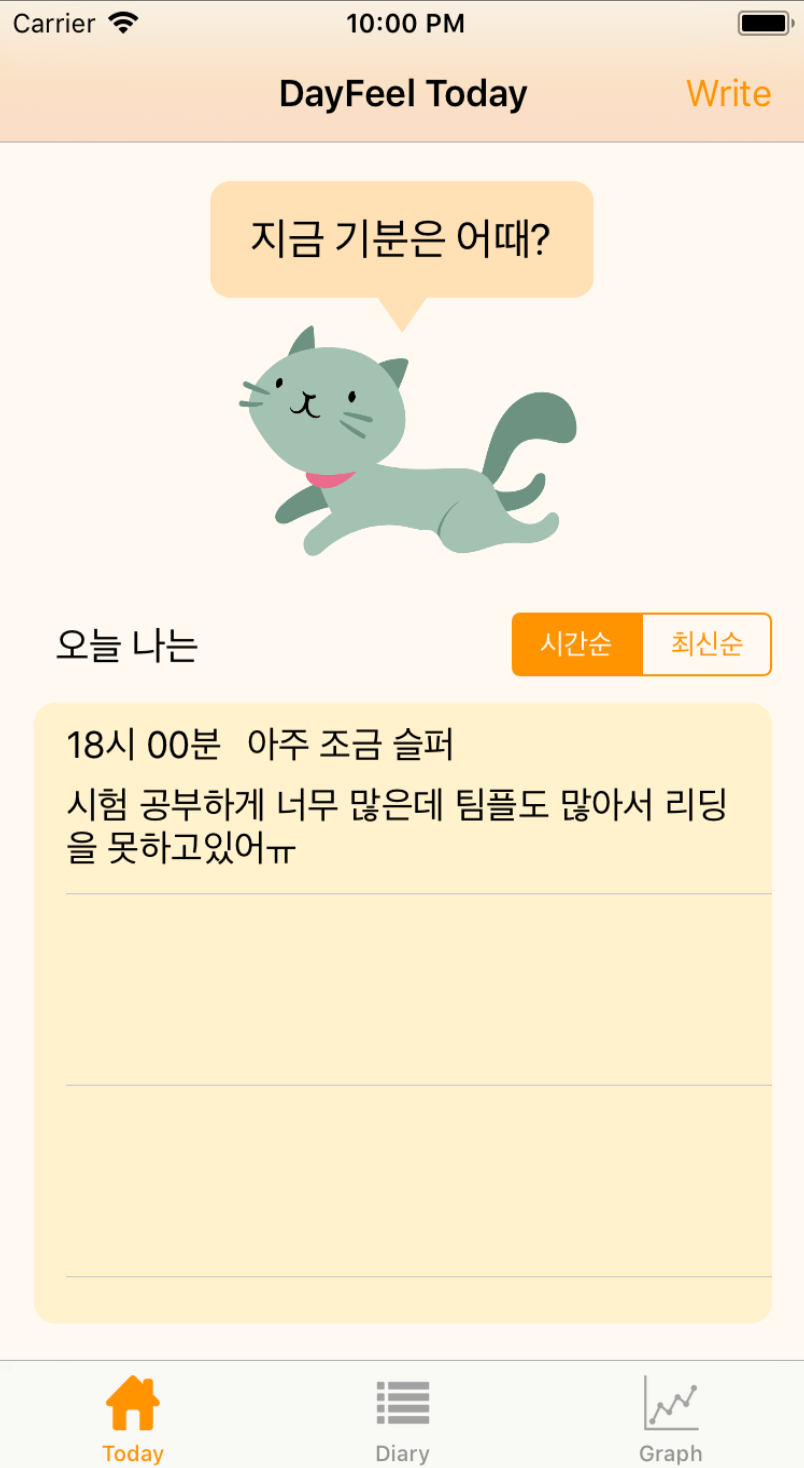 Carrier 10:00 PM
DayFeel Today Write
지금 기분은 어때?
오늘 나는 시간순 최신순
18시 00분 아주 조금 슬퍼
시험 공부하게 너무 많은데 팀플도 많아서 리딩
을 못하고있어ㅠ
Today Diary Graph